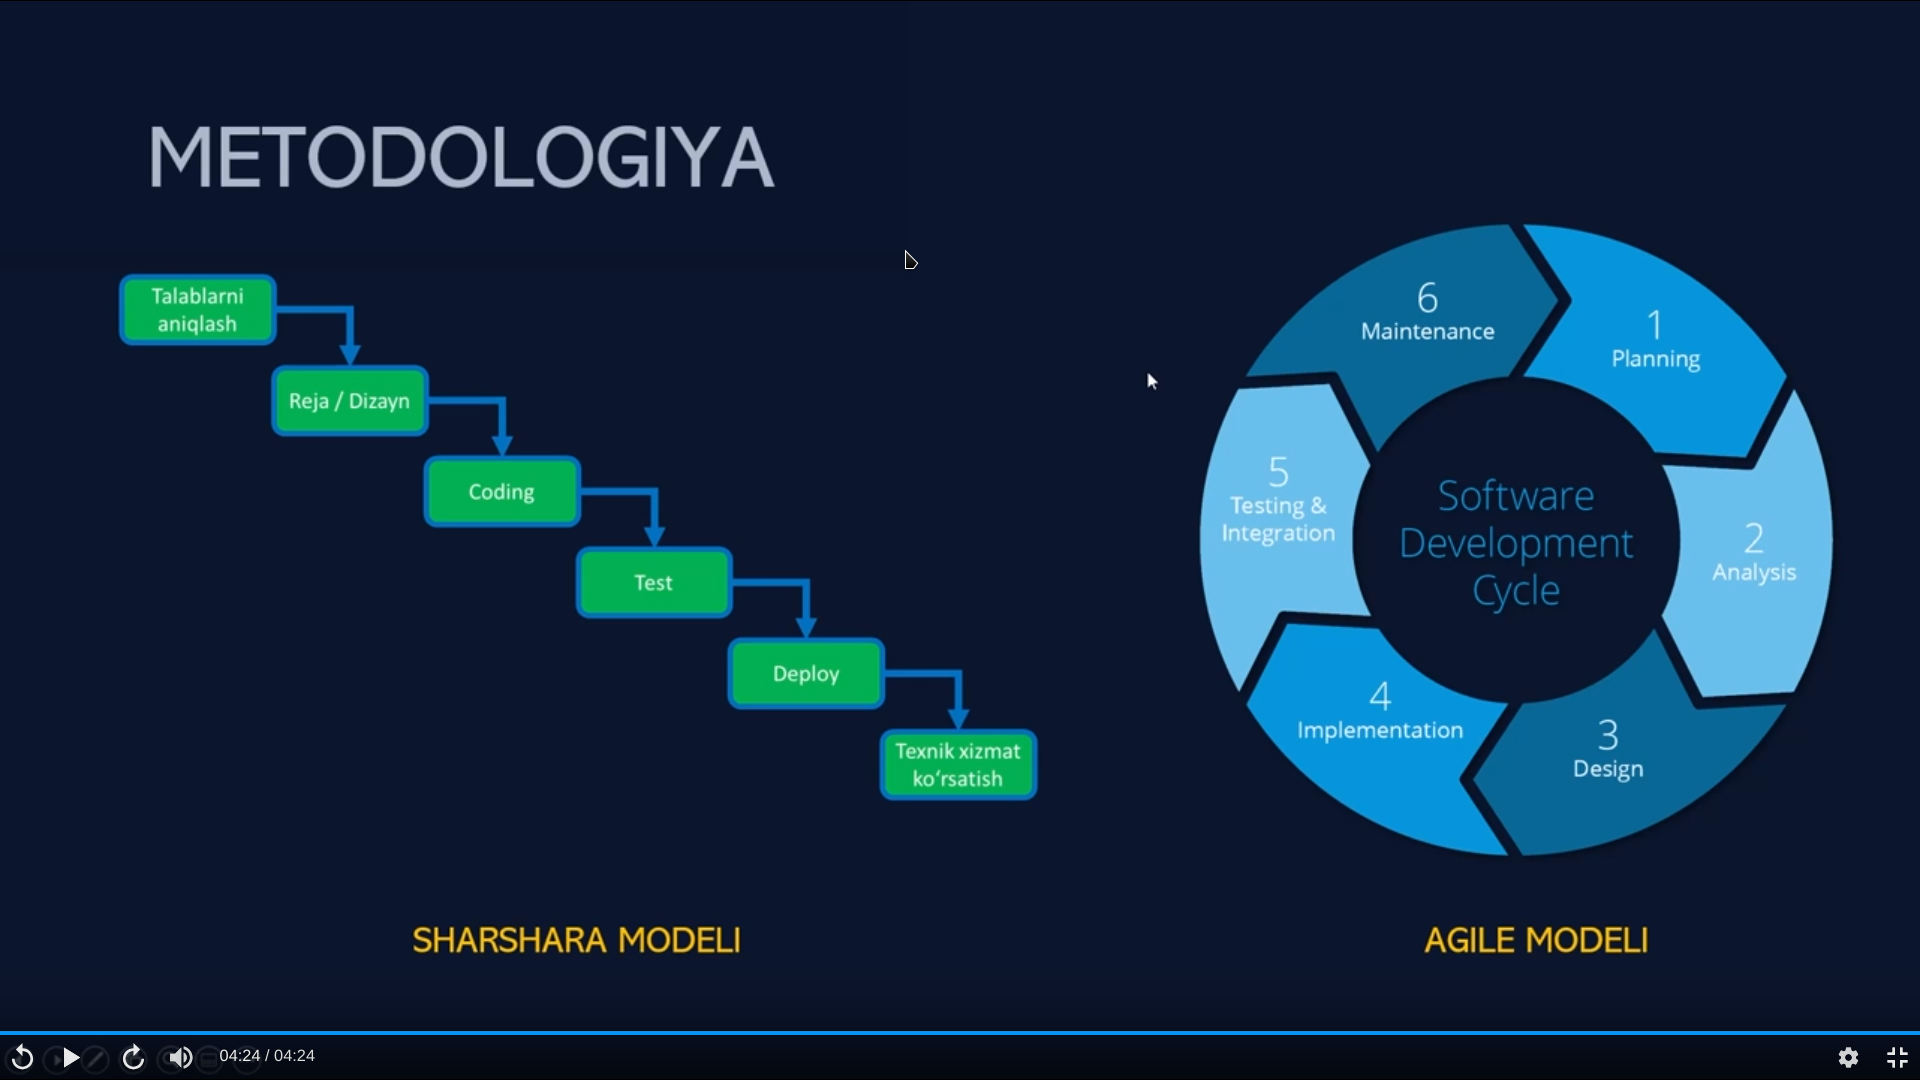 METODOLOGIYA
Talablarni
aniqlash
Reja / Dizayn
Coding
Test
Deploy
Texnik xizmat
ko‘rsatish
SHARSHARA MODELI
1
Planning
2
Analysis
3
Design
4
Implementation
5
Testing &
Integration
6
Maintenance
Software
Development
Cycle
AGILE MODELI
04:24 / 04:24